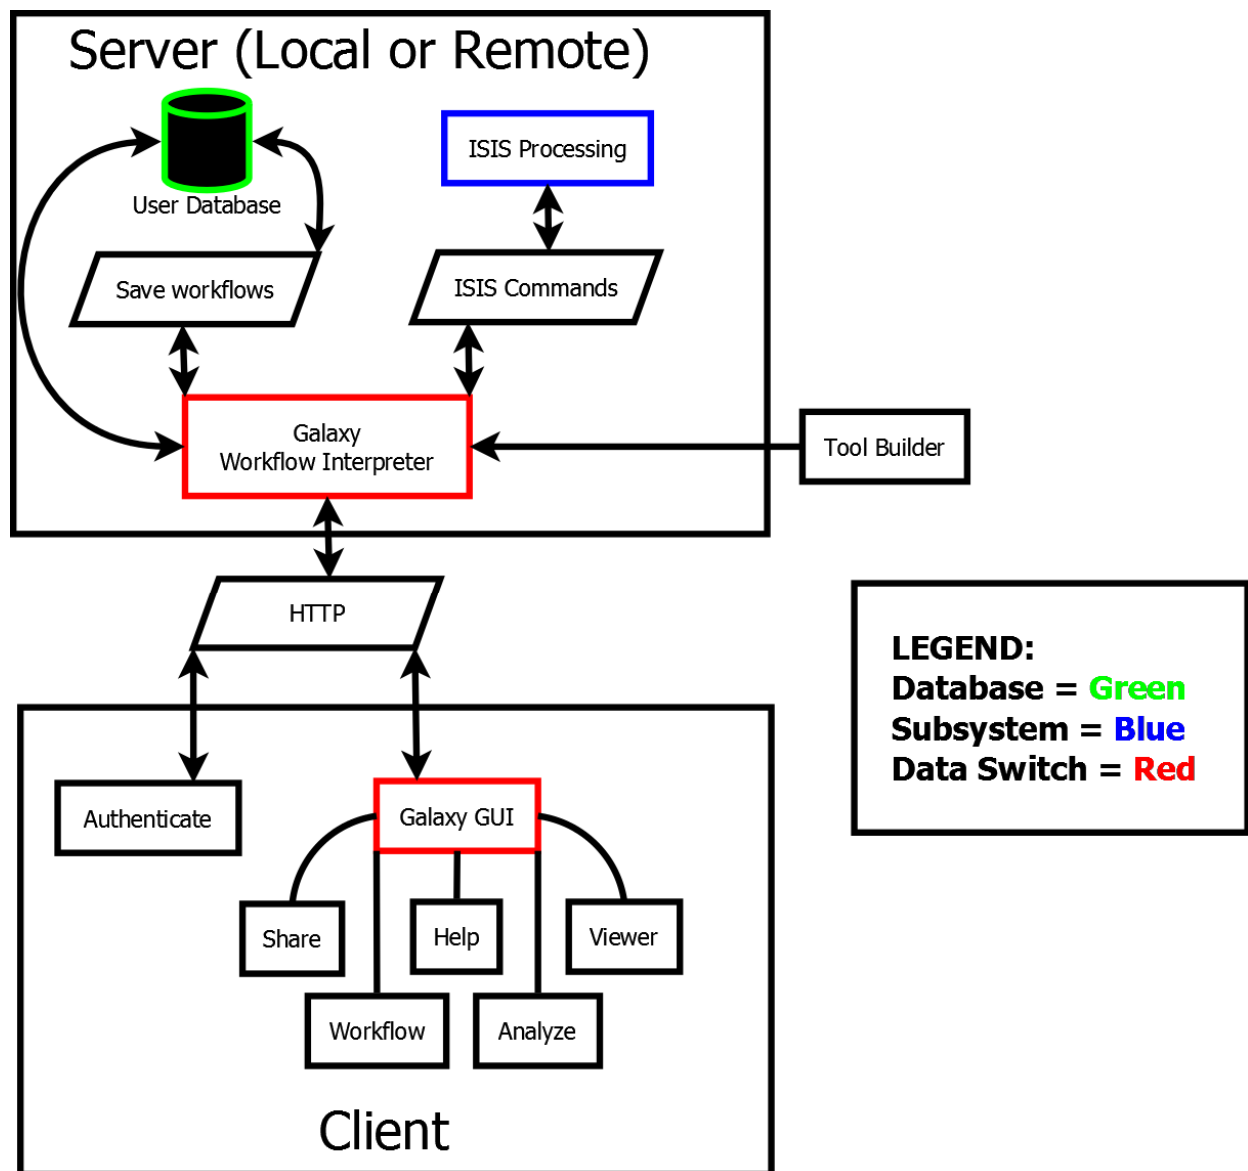 Server (Local or Remote)
ISIS Processing
User Database
Save workflows
ISIS Commands
Galaxy
Workflow Interpreter
Tool Builder
HTTP
LEGEND:
Database = Green
Subsystem = Blue
Data Switch = Red
Authenticate
Galaxy GUI
Share
Help
Viewer
Workflow
Analyze
Client